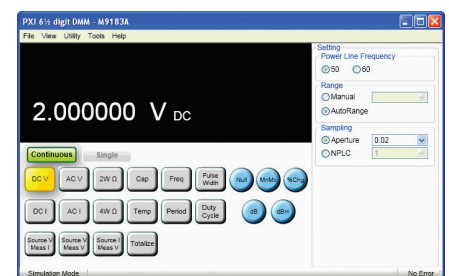 PXI 6½ digit DMM - M9183A
File View Utility Tools Help
2.000000 V DC
Setting
Power Line Frequency
50 60
Range
Manual
AutoRange
Sampling
Aperture 0.02
NPLC 1
Continuous Single
DC V AC V 2W Ω Cap Freq Pulse Width Null MnMx %Chg
DC I AC I 4W Ω Temp Period Duty Cycle dB dBm
Source V Meas I Source V Meas V Source I Meas V Totalize
Simulation Mode No Error